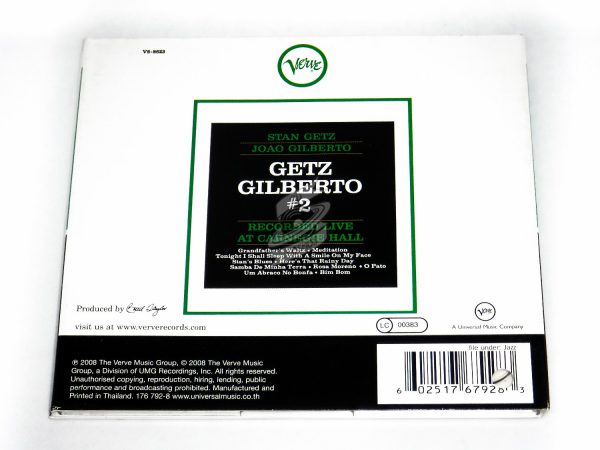 V6-8623
Verve
STAN GETZ
JOAO GILBERTO
GETZ
GILBERTO
#2
RECORDED LIVE
AT CARNEGIE HALL
Grandfather's Waltz • Meditation
Tonight I Shall Sleep With A Smile On My Face
Stan's Blues • Here's That Rainy Day
Samba De Minha Terra • Rosa Moreno • O Pato
Um Abraco No Bonfa • Bim Bom
Produced by Creed Taylor
visit us at www.ververecords.com
LC 00383
Verve
A Universal Music Company
℗ 2008 The Verve Music Group, © 2008 The Verve Music
Group, a Division of UMG Recordings, Inc. All rights reserved.
Unauthorised copying, reproduction, hiring, lending, public
performance and broadcasting prohibited. Manufactured and
Printed in Thailand. 176 792-8 www.universalmusic.co.th
file under: Jazz
6 02517 67928 3